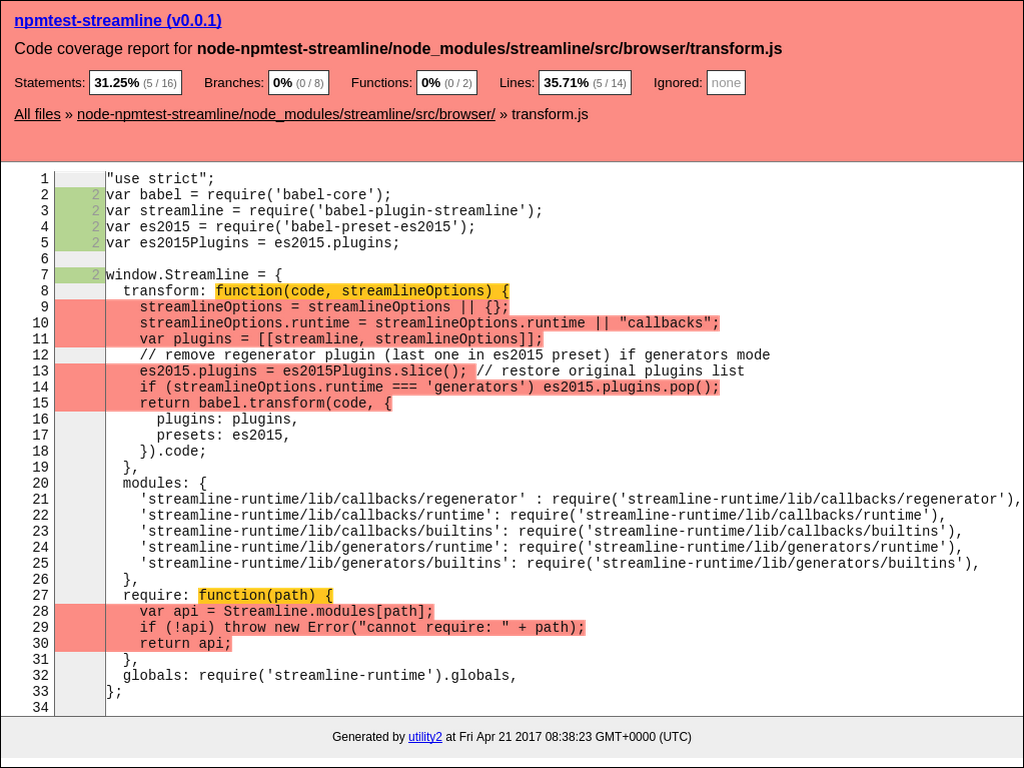 npmtest-streamline (v0.0.1)
Code coverage report for node-npmtest-streamline/node_modules/streamline/src/browser/transform.js
Statements: 31.25% (5 / 16) Branches: 0% (0 / 8) Functions: 0% (0 / 2) Lines: 35.71% (5 / 14) Ignored: none
All files » node-npmtest-streamline/node_modules/streamline/src/browser/ » transform.js
1 "use strict";
2 2 var babel = require('babel-core');
3 2 var streamline = require('babel-plugin-streamline');
4 2 var es2015 = require('babel-preset-es2015');
5 2 var es2015Plugins = es2015.plugins;
6
7 2 window.Streamline = {
8 transform: function(code, streamlineOptions) {
9 streamlineOptions = streamlineOptions || {};
10 streamlineOptions.runtime = streamlineOptions.runtime || "callbacks";
11 var plugins = [[streamline, streamlineOptions]];
12 // remove regenerator plugin (last one in es2015 preset) if generators mode
13 es2015.plugins = es2015Plugins.slice(); // restore original plugins list
14 if (streamlineOptions.runtime === 'generators') es2015.plugins.pop();
15 return babel.transform(code, {
16 plugins: plugins,
17 presets: es2015,
18 }).code;
19 },
20 modules: {
21 'streamline-runtime/lib/callbacks/regenerator' : require('streamline-runtime/lib/callbacks/regenerator'),
22 'streamline-runtime/lib/callbacks/runtime': require('streamline-runtime/lib/callbacks/runtime'),
23 'streamline-runtime/lib/callbacks/builtins': require('streamline-runtime/lib/callbacks/builtins'),
24 'streamline-runtime/lib/generators/runtime': require('streamline-runtime/lib/generators/runtime'),
25 'streamline-runtime/lib/generators/builtins': require('streamline-runtime/lib/generators/builtins'),
26 },
27 require: function(path) {
28 var api = Streamline.modules[path];
29 if (!api) throw new Error("cannot require: " + path);
30 return api;
31 },
32 globals: require('streamline-runtime').globals,
33 };
34
Generated by utility2 at Fri Apr 21 2017 08:38:23 GMT+0000 (UTC)